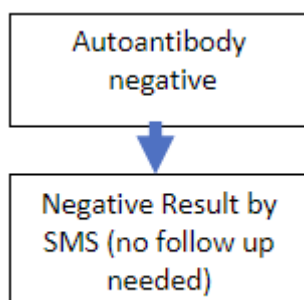 Autoantibody
negative
Negative Result by
SMS (no follow up
needed)